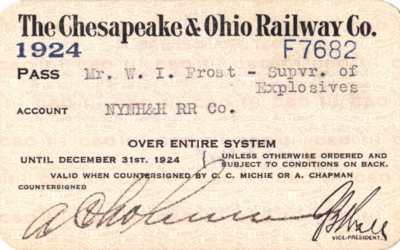 The Chesapeake & Ohio Railway Co.
1924 F7682
PASS Mr. W. I. Frost - Supvr. of
Explosives
ACCOUNT NYNH&H RR Co.
OVER ENTIRE SYSTEM
UNTIL DECEMBER 31ST. 1924 UNLESS OTHERWISE ORDERED AND
SUBJECT TO CONDITIONS ON BACK.
VALID WHEN COUNTERSIGNED BY C. C. MICHIE OR A. CHAPMAN
COUNTERSIGNED
VICE-PRESIDENT.